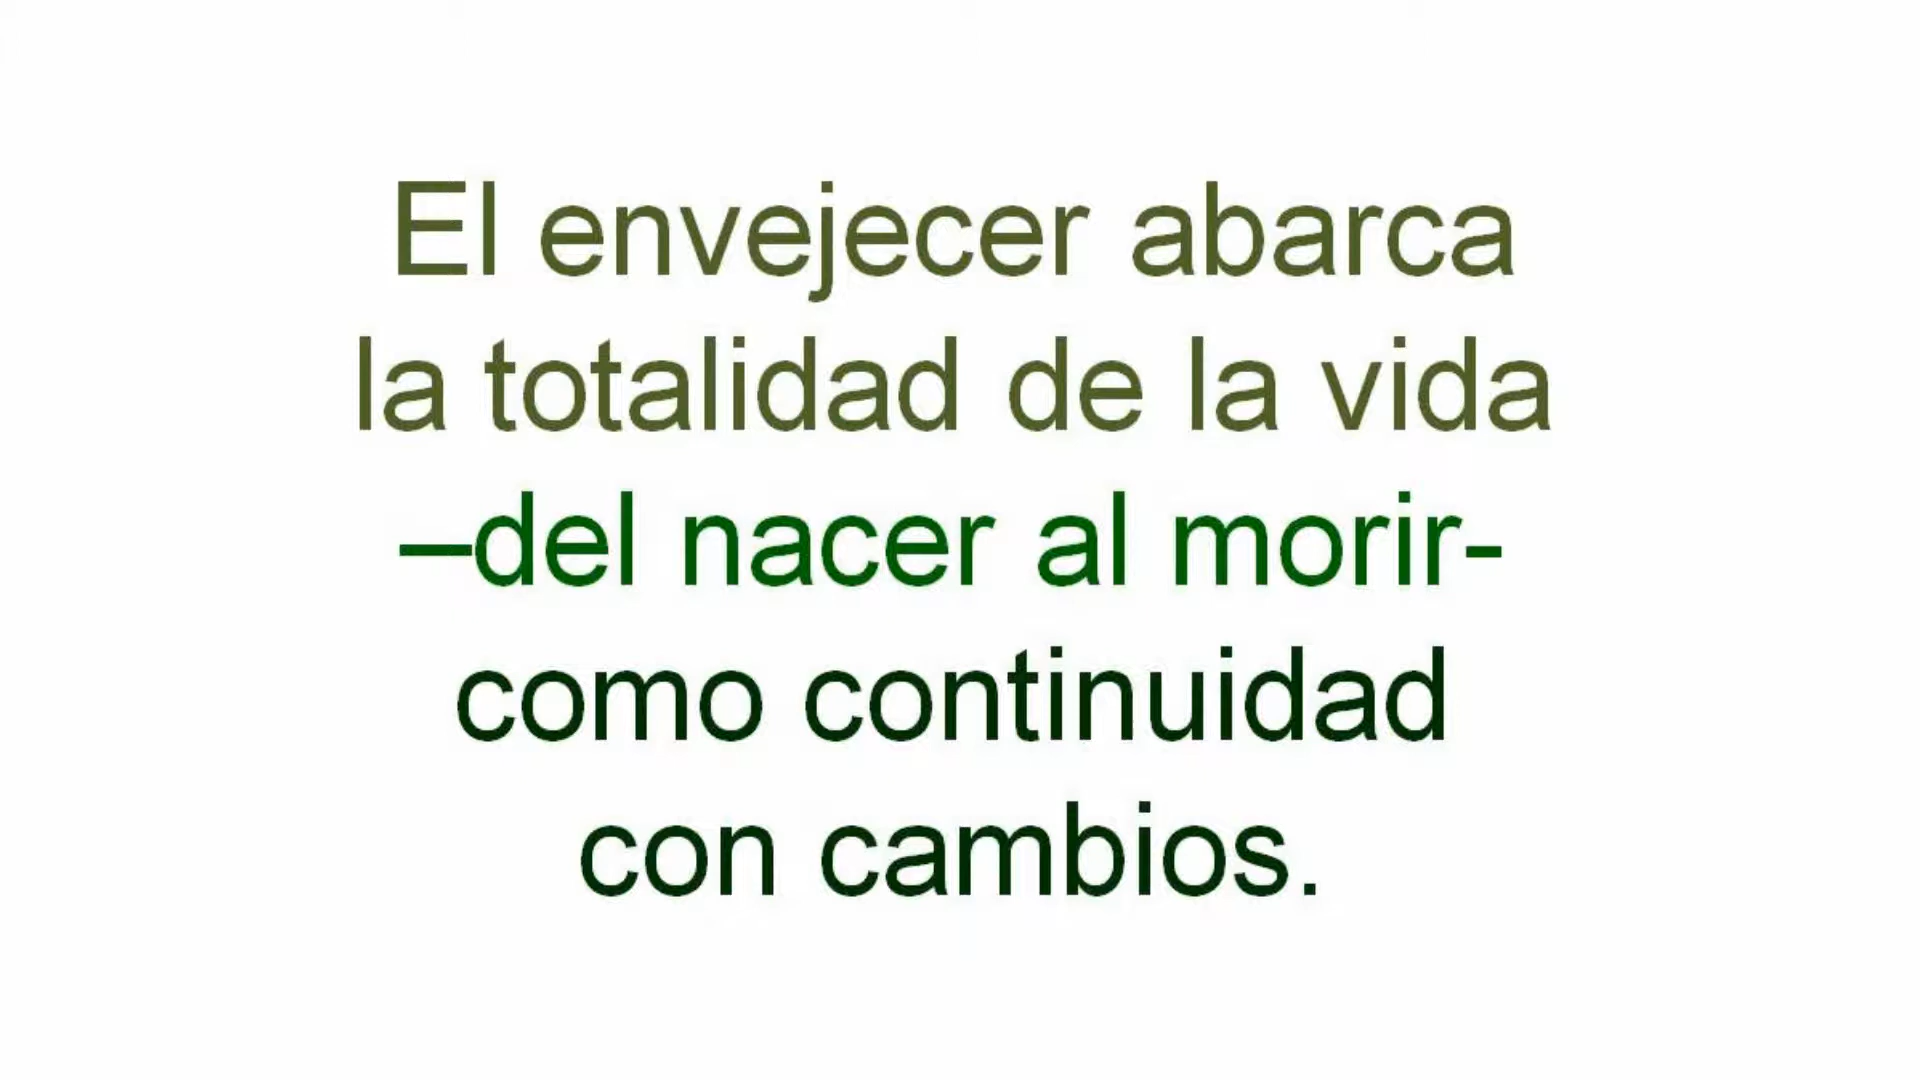 El envejecer abarca
la totalidad de la vida
–del nacer al morir-
como continuidad
con cambios.